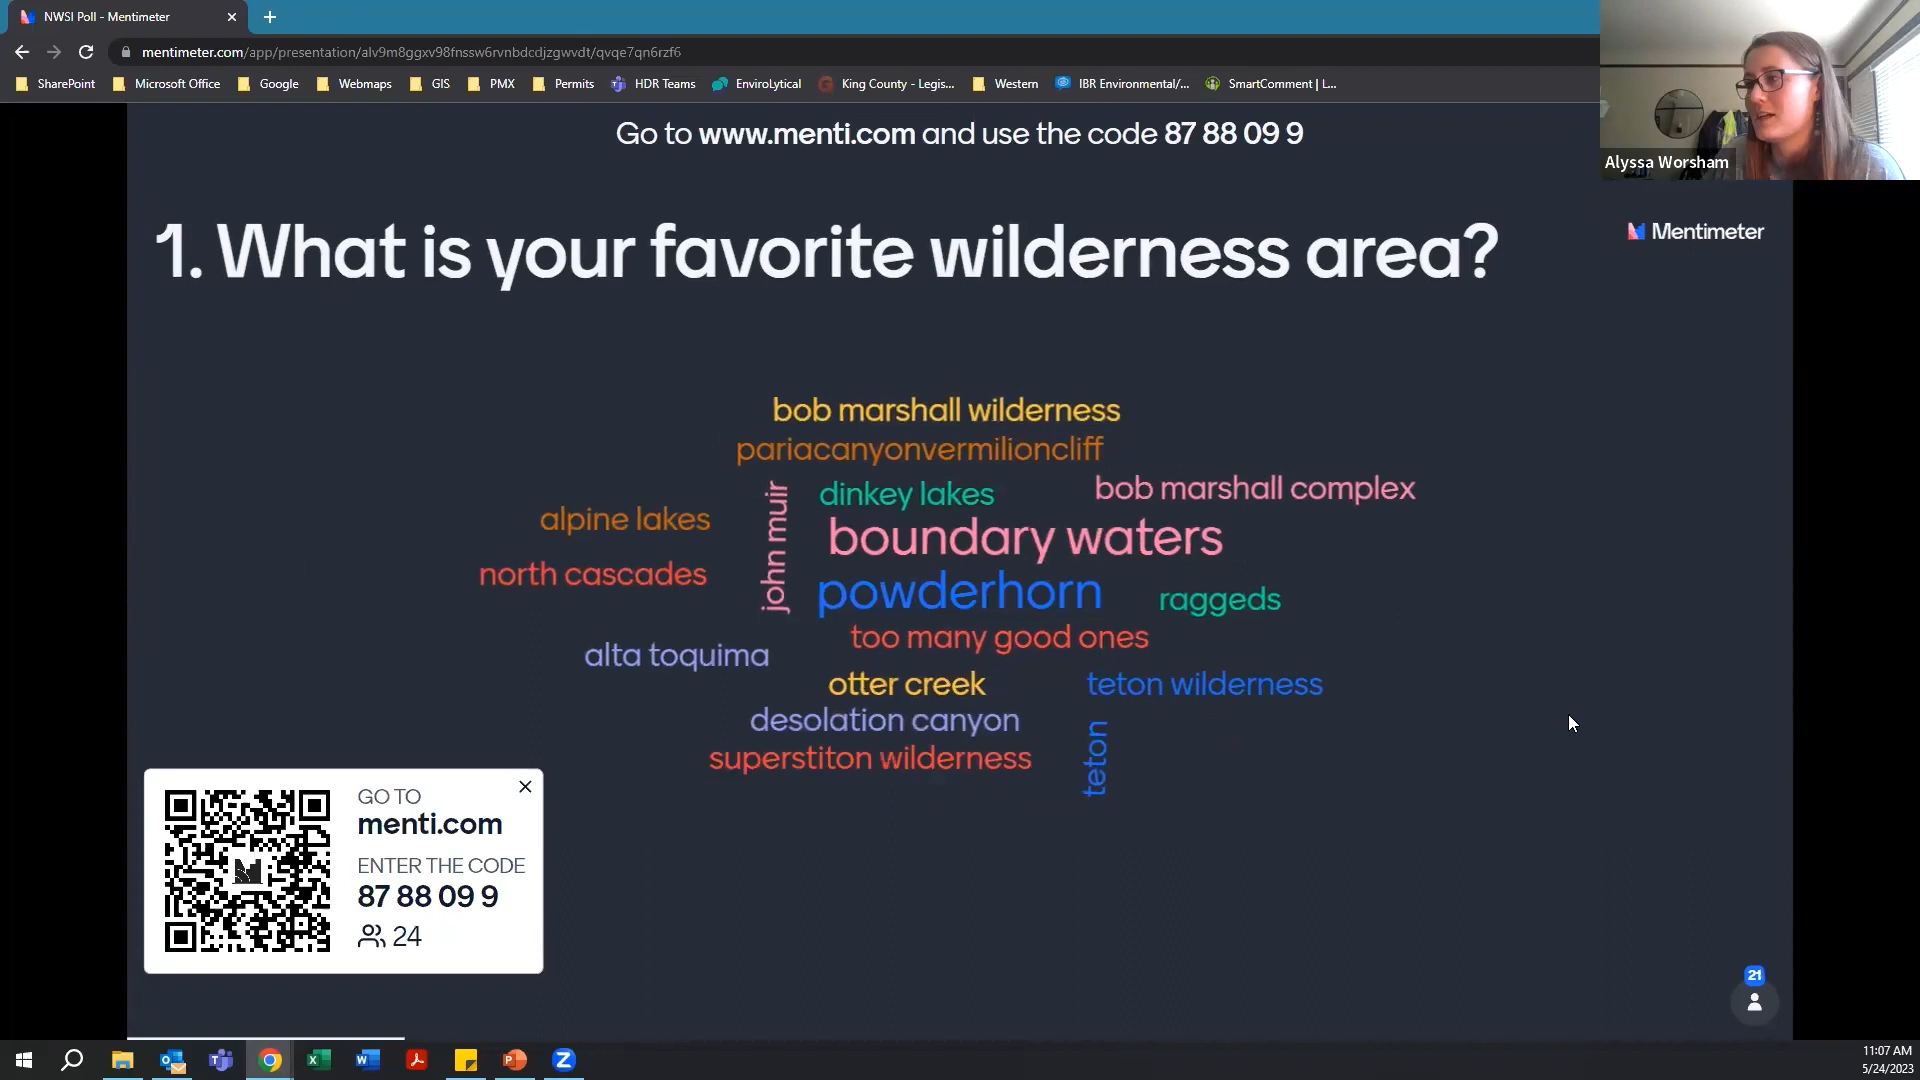 NWSI Poll - Mentimeter
mentimeter.com/app/presentation/alv9m8ggxv98fnssw6rvnbdcdjzgwvdt/qvqe7qn6rzf6
SharePoint Microsoft Office Google Webmaps GIS PMX Permits HDR Teams EnviroLytical King County - Legis... Western IBR Environmental/... SmartComment | L...
Alyssa Worsham
Go to www.menti.com and use the code 87 88 09 9
Mentimeter
1. What is your favorite wilderness area?
bob marshall wilderness
pariacanyonvermilioncliff
bob marshall complex
dinkey lakes
john muir
alpine lakes
boundary waters
north cascades
powderhorn
raggeds
too many good ones
alta toquima
otter creek
teton wilderness
desolation canyon
teton
superstiton wilderness
GO TO
menti.com
ENTER THE CODE
87 88 09 9
24
21
11:07 AM
5/24/2023